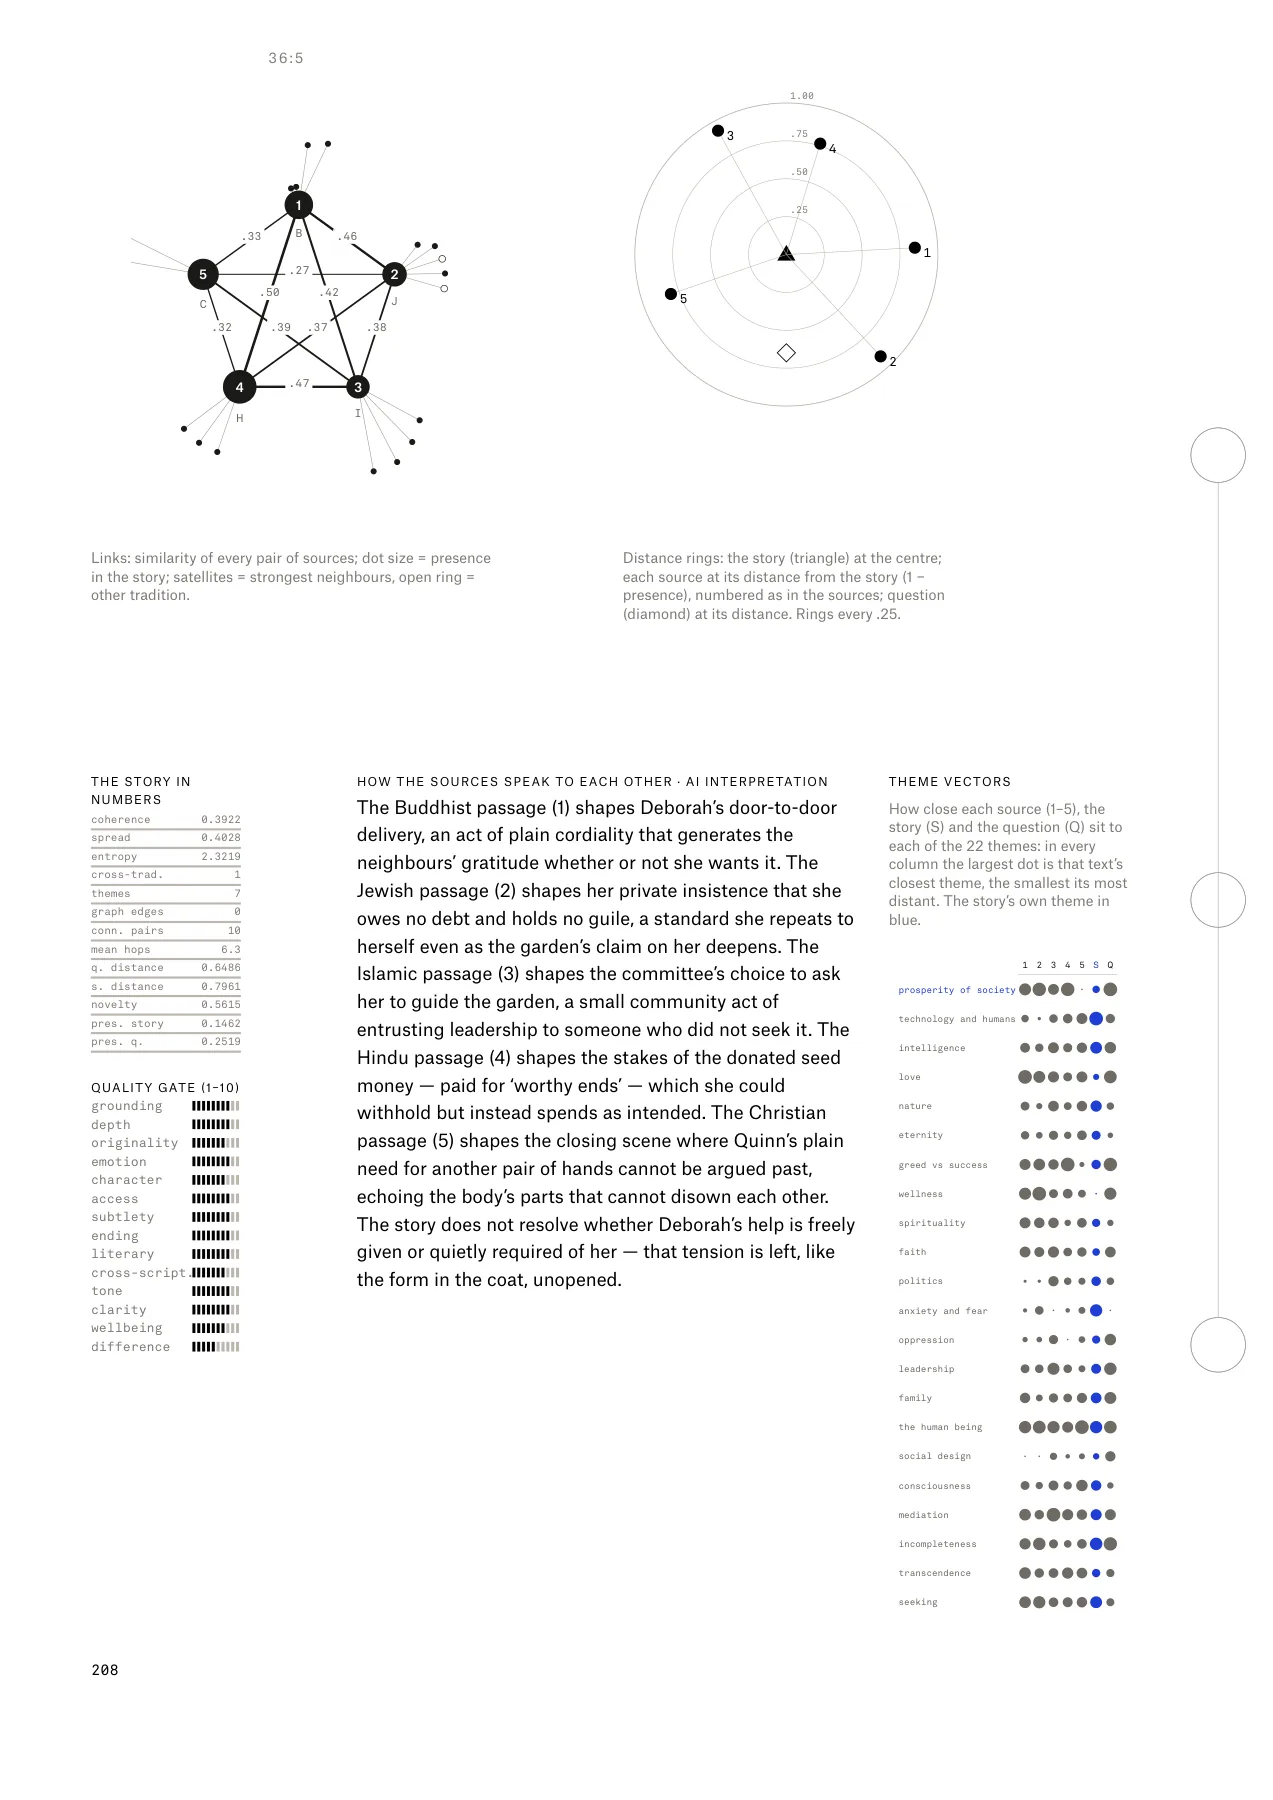 36:5
1
B
.33
.46
5
C
.27
2
J
.50
.42
.32
.39
.37
.38
4
H
.47
3
I
1.00
.75
.50
.25
3
4
1
5
2
Links: similarity of every pair of sources; dot size = presence
in the story; satellites = strongest neighbours, open ring =
other tradition.
Distance rings: the story (triangle) at the centre;
each source at its distance from the story (1 –
presence), numbered as in the sources; question
(diamond) at its distance. Rings every .25.
THE STORY IN
NUMBERS
coherence 0.3922
spread 0.4028
entropy 2.3219
cross-trad. 1
themes 7
graph edges 0
conn. pairs 10
mean hops 6.3
q. distance 0.6486
s. distance 0.7961
novelty 0.5615
pres. story 0.1462
pres. q. 0.2519
QUALITY GATE (1–10)
grounding
depth
originality
emotion
character
access
subtlety
ending
literary
cross-script.
tone
clarity
wellbeing
difference
HOW THE SOURCES SPEAK TO EACH OTHER · AI INTERPRETATION
The Buddhist passage (1) shapes Deborah’s door-to-door
delivery, an act of plain cordiality that generates the
neighbours’ gratitude whether or not she wants it. The
Jewish passage (2) shapes her private insistence that she
owes no debt and holds no guile, a standard she repeats to
herself even as the garden’s claim on her deepens. The
Islamic passage (3) shapes the committee’s choice to ask
her to guide the garden, a small community act of
entrusting leadership to someone who did not seek it. The
Hindu passage (4) shapes the stakes of the donated seed
money — paid for ‘worthy ends’ — which she could
withhold but instead spends as intended. The Christian
passage (5) shapes the closing scene where Quinn’s plain
need for another pair of hands cannot be argued past,
echoing the body’s parts that cannot disown each other.
The story does not resolve whether Deborah’s help is freely
given or quietly required of her — that tension is left, like
the form in the coat, unopened.
THEME VECTORS
How close each source (1–5), the
story (S) and the question (Q) sit to
each of the 22 themes: in every
column the largest dot is that text’s
closest theme, the smallest its most
distant. The story’s own theme in
blue.
1 2 3 4 5 S Q
prosperity of society
technology and humans
intelligence
love
nature
eternity
greed vs success
wellness
spirituality
faith
politics
anxiety and fear
oppression
leadership
family
the human being
social design
consciousness
mediation
incompleteness
transcendence
seeking
208